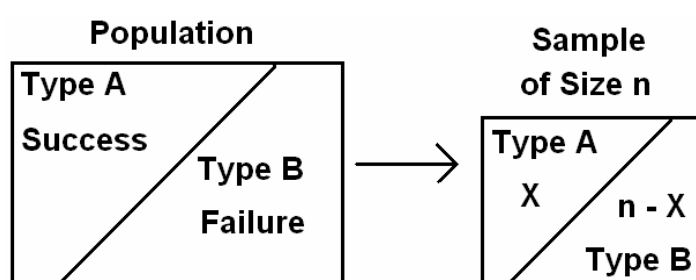 Population
Type A
Success
Type B
Failure
Sample
of Size n
Type A
X
n - X
Type B